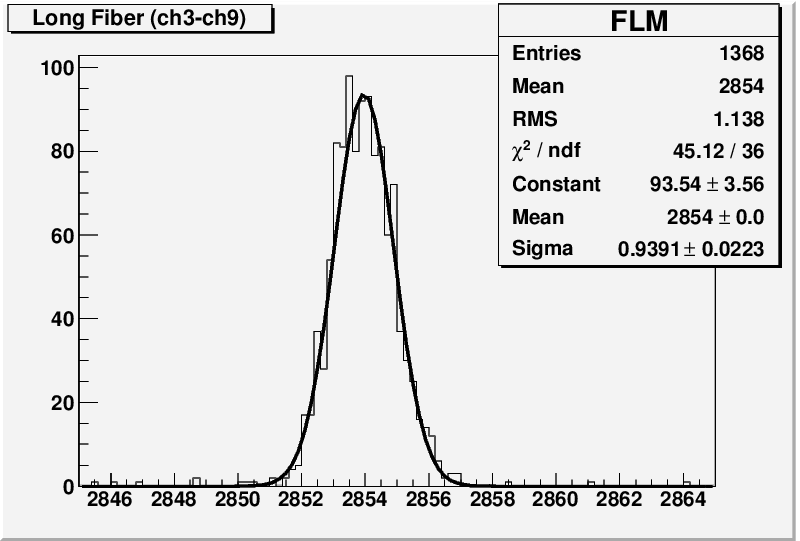 Long Fiber (ch3-ch9)
FLM
Entries 1368
Mean 2854
RMS 1.138
χ² / ndf 45.12 / 36
Constant 93.54 ± 3.56
Mean 2854 ± 0.0
Sigma 0.9391 ± 0.0223
100
80
60
40
20
0
2846 2848 2850 2852 2854 2856 2858 2860 2862 2864